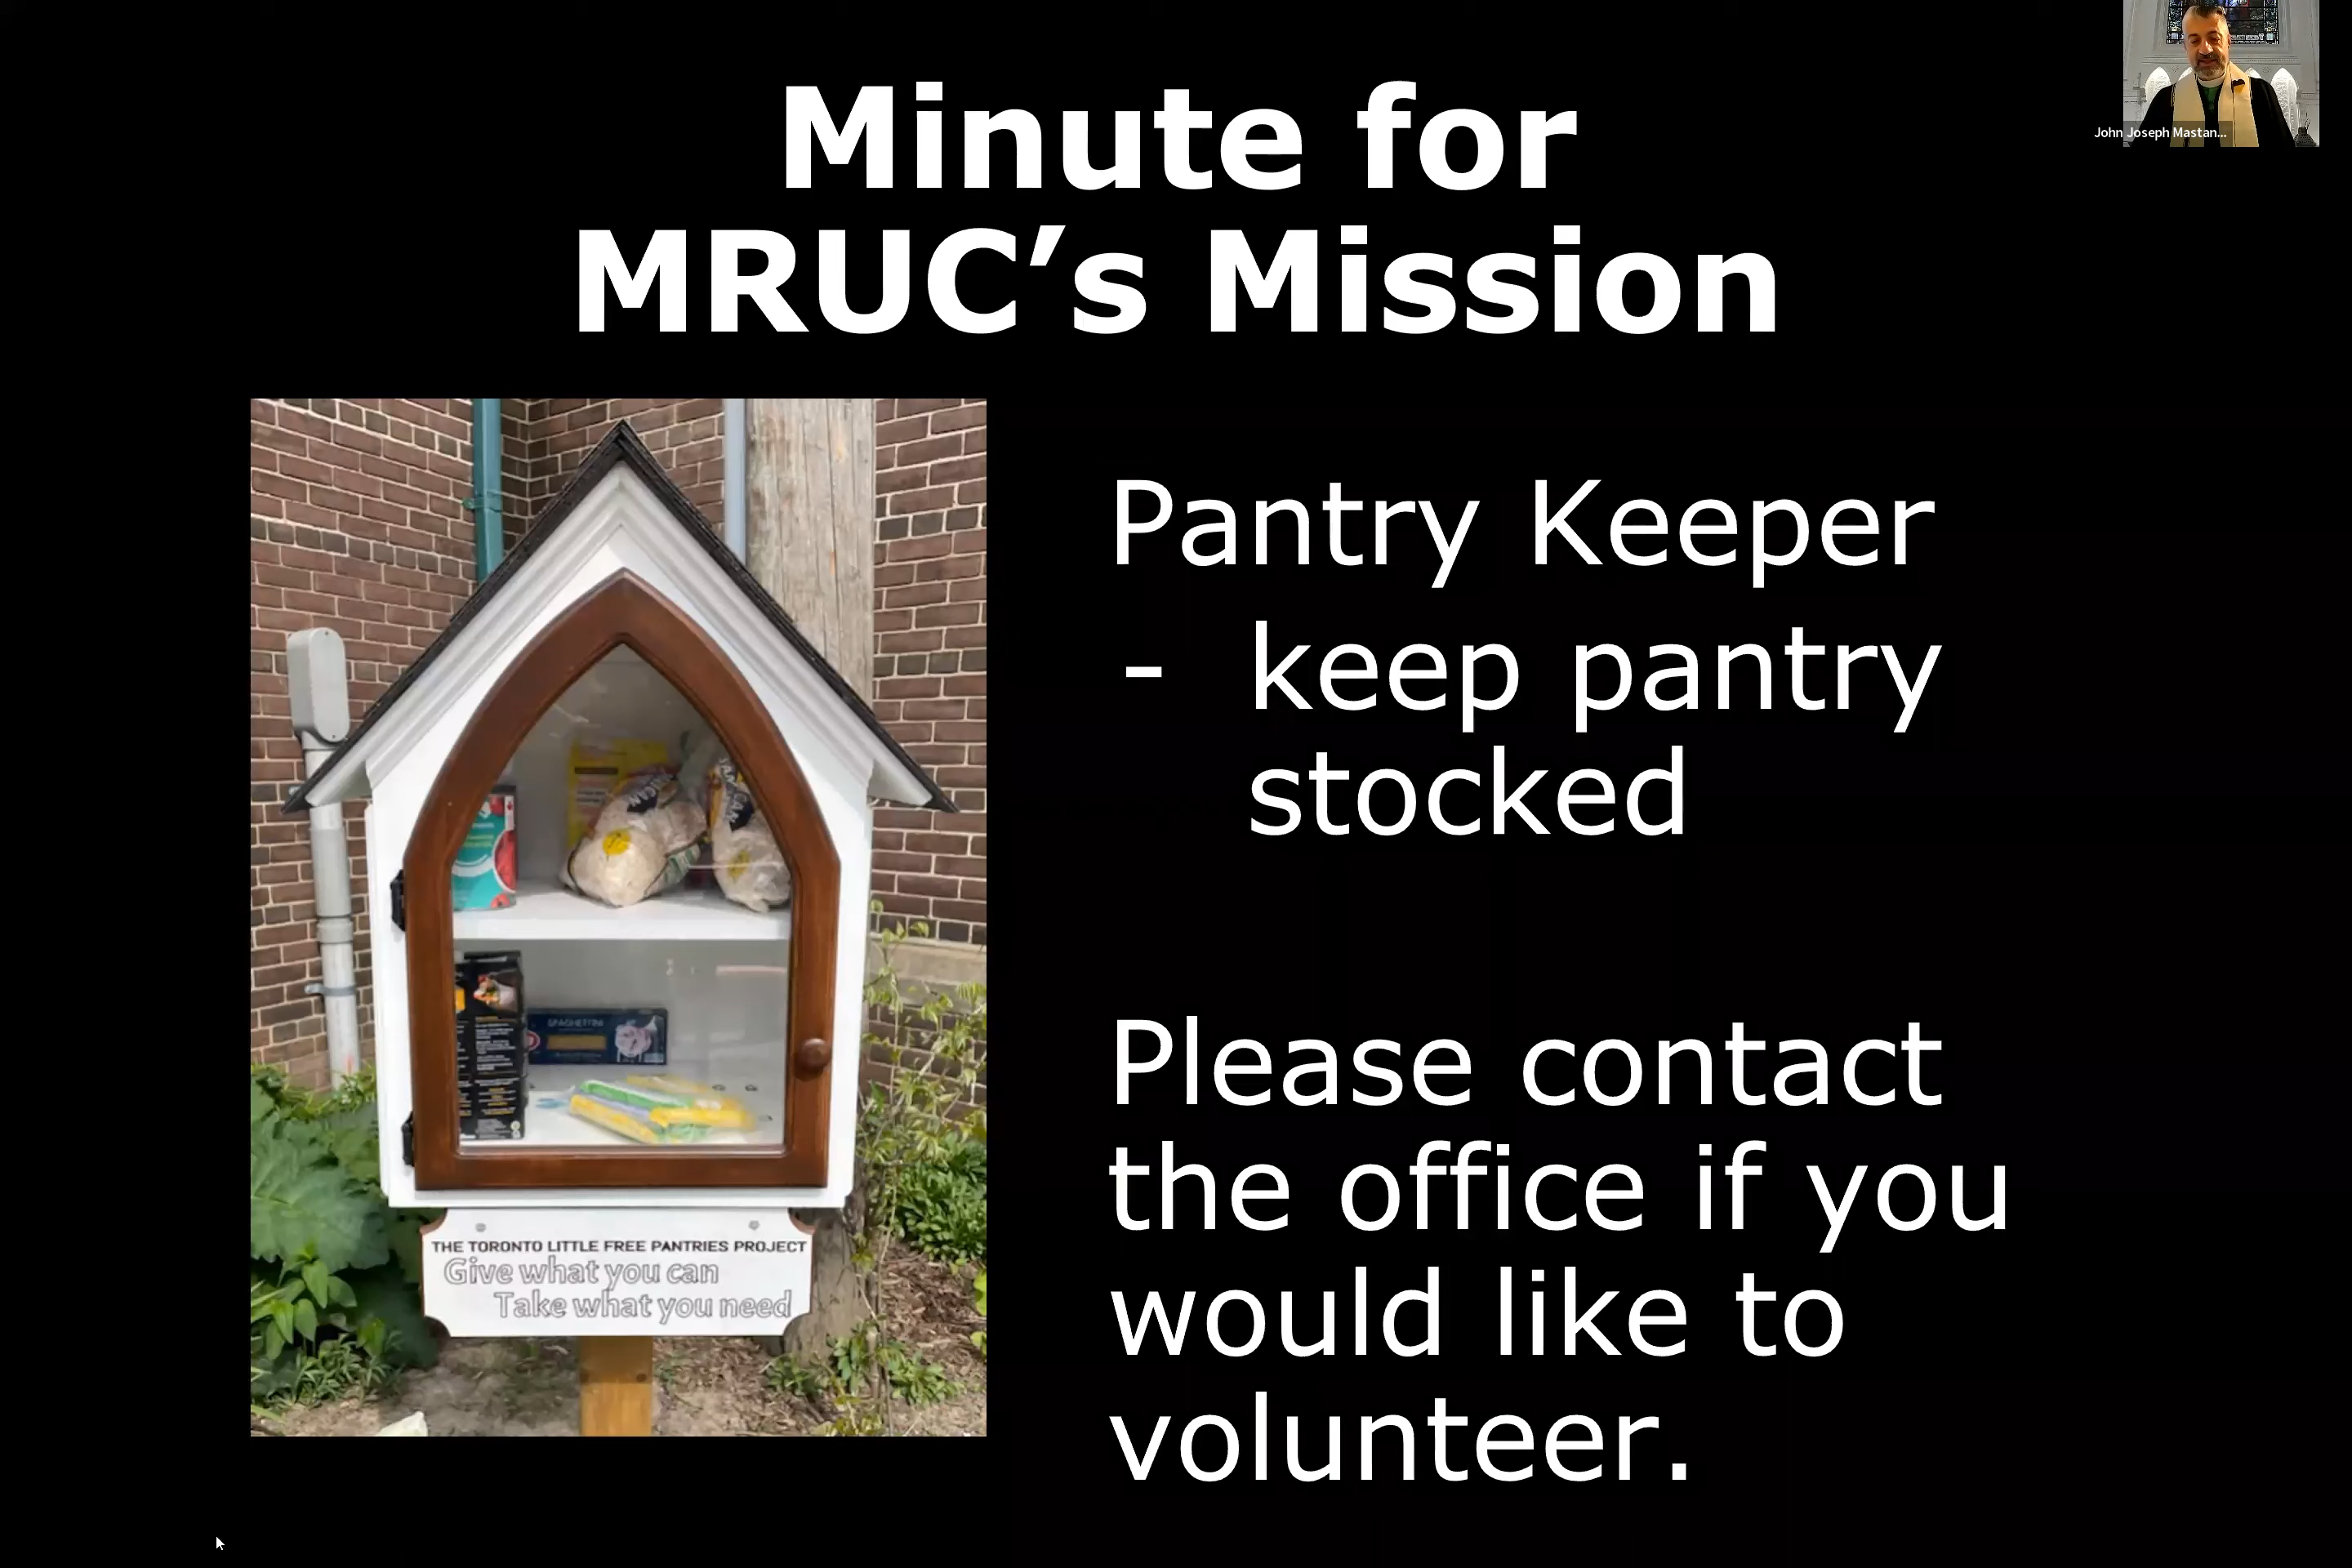 Minute for
MRUC’s Mission
John Joseph Mastan...
Pantry Keeper
- keep pantry
stocked
Please contact
the office if you
would like to
volunteer.
SPAGHETTINI
THE TORONTO LITTLE FREE PANTRIES PROJECT
Give what you can
Take what you need